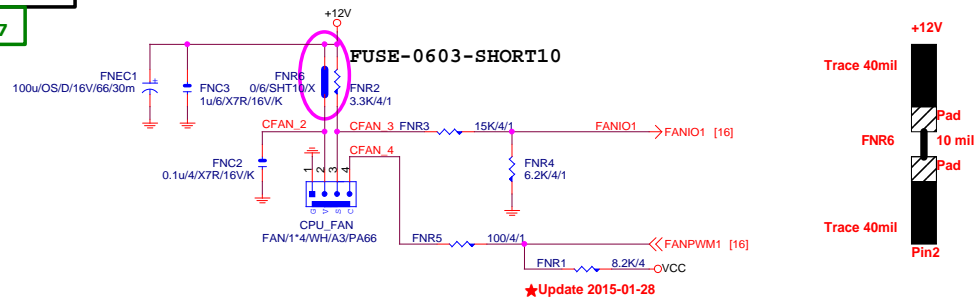 7
+12V
FUSE-0603-SHORT10
FNEC1
100u/OS/D/16V/66/30m
FNC3
1u/6/X7R/16V/K
FNR6
0/6/SHT10/X
FNR2
3.3K/4/1
CFAN_2
CFAN_3
FNR3
15K/4/1
FANIO1
FANIO1 [16]
CFAN_4
FNC2
0.1u/4/X7R/16V/K
FNR4
6.2K/4/1
1
2
3
4
G
V
S
C
CPU_FAN
FAN/1*4/WH/A3/PA66
FNR5
100/4/1
FANPWM1 [16]
FNR1
8.2K/4
VCC
★Update 2015-01-28
+12V
Trace 40mil
Pad
FNR6
10 mil
Pad
Trace 40mil
Pin2